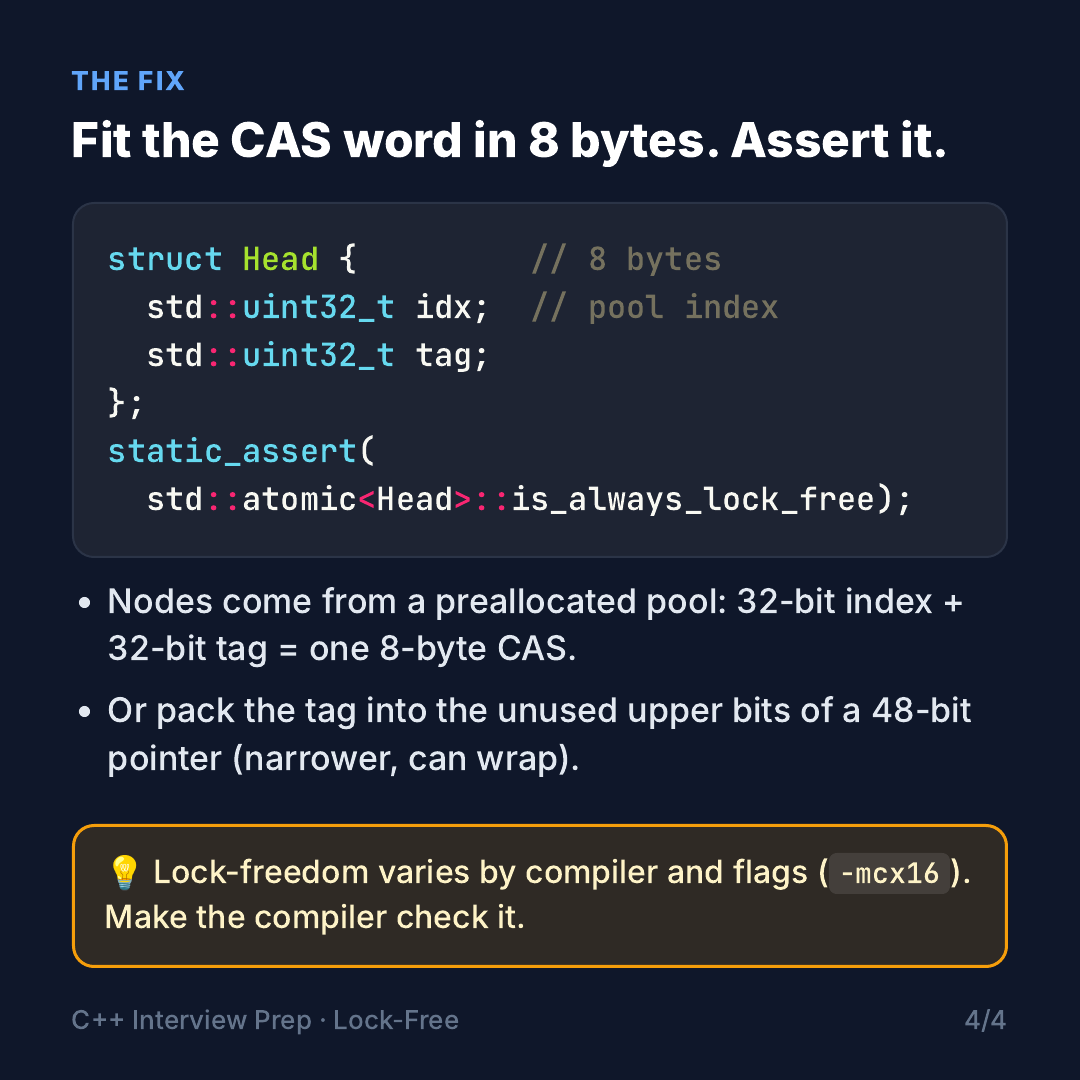 THE FIX
Fit the CAS word in 8 bytes. Assert it.
struct Head {         // 8 bytes
  std::uint32_t idx;  // pool index
  std::uint32_t tag;
};
static_assert(
  std::atomic<Head>::is_always_lock_free);
• Nodes come from a preallocated pool: 32-bit index +
32-bit tag = one 8-byte CAS.
• Or pack the tag into the unused upper bits of a 48-bit
pointer (narrower, can wrap).
💡 Lock-freedom varies by compiler and flags ( -mcx16 ).
Make the compiler check it.
C++ Interview Prep · Lock-Free
4/4